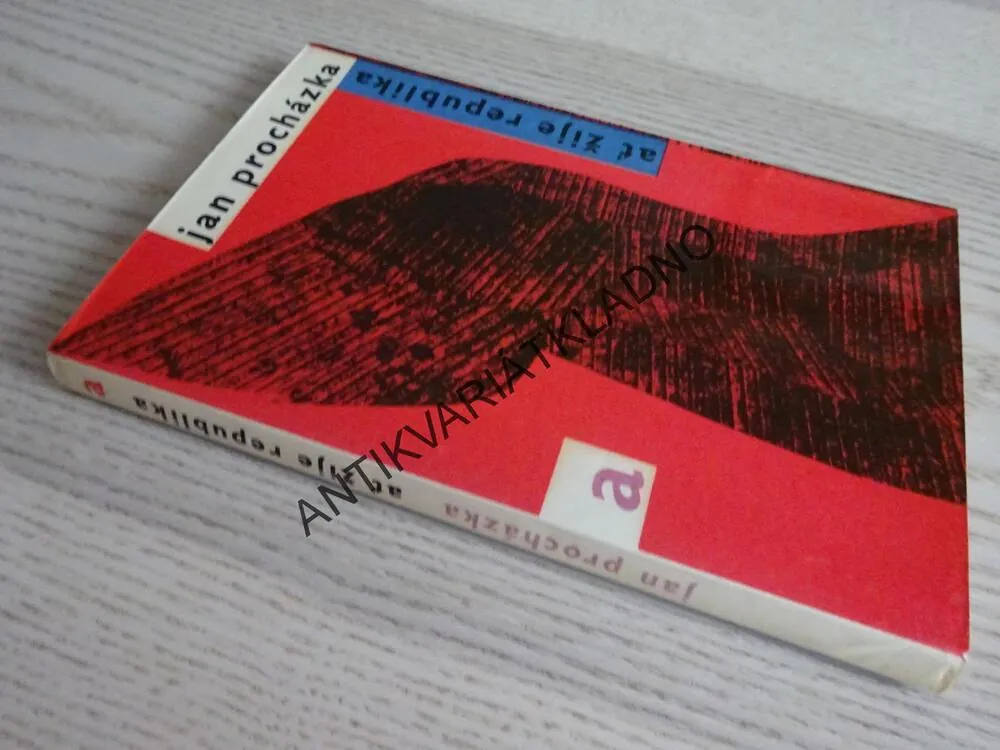 jan procházka
ať žije republika
a
a
ať žije republika
jan procházka
ANTIKVARIÁTKLADNO